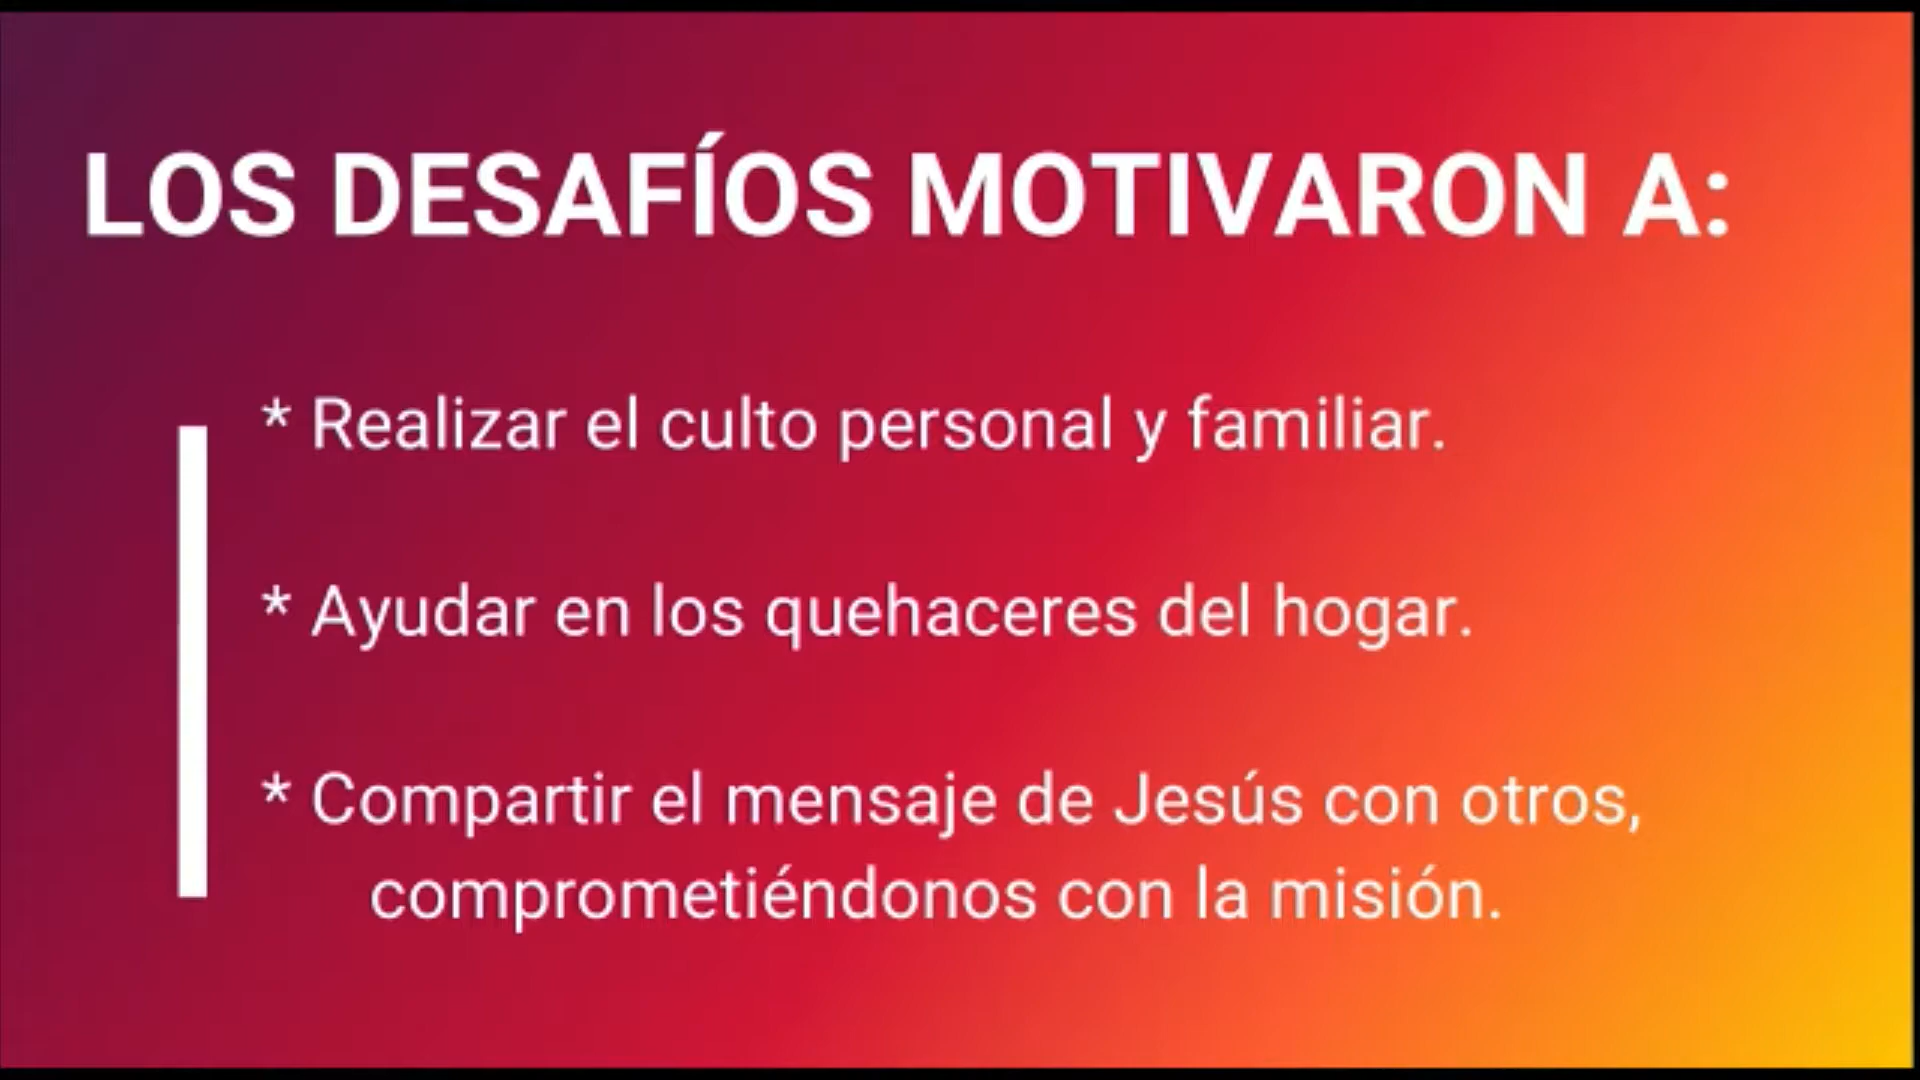 LOS DESAFÍOS MOTIVARON A:
* Realizar el culto personal y familiar.
* Ayudar en los quehaceres del hogar.
* Compartir el mensaje de Jesús con otros,
comprometiéndonos con la misión.